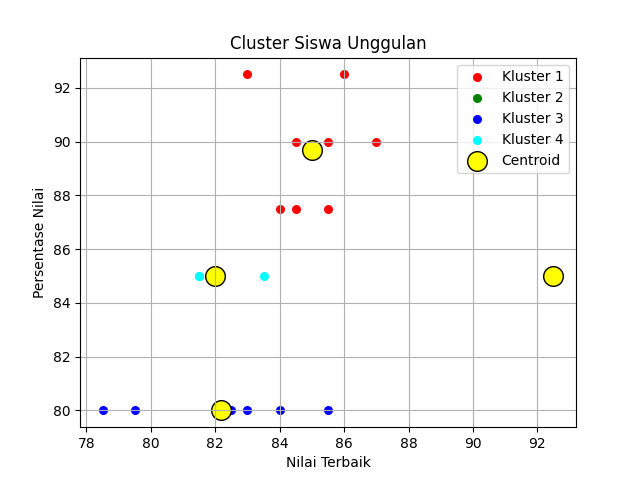 Cluster Siswa Unggulan
Persentase Nilai
92
90
88
86
84
82
80
Kluster 1
Kluster 2
Kluster 3
Kluster 4
Centroid
78 80 82 84 86 88 90 92
Nilai Terbaik